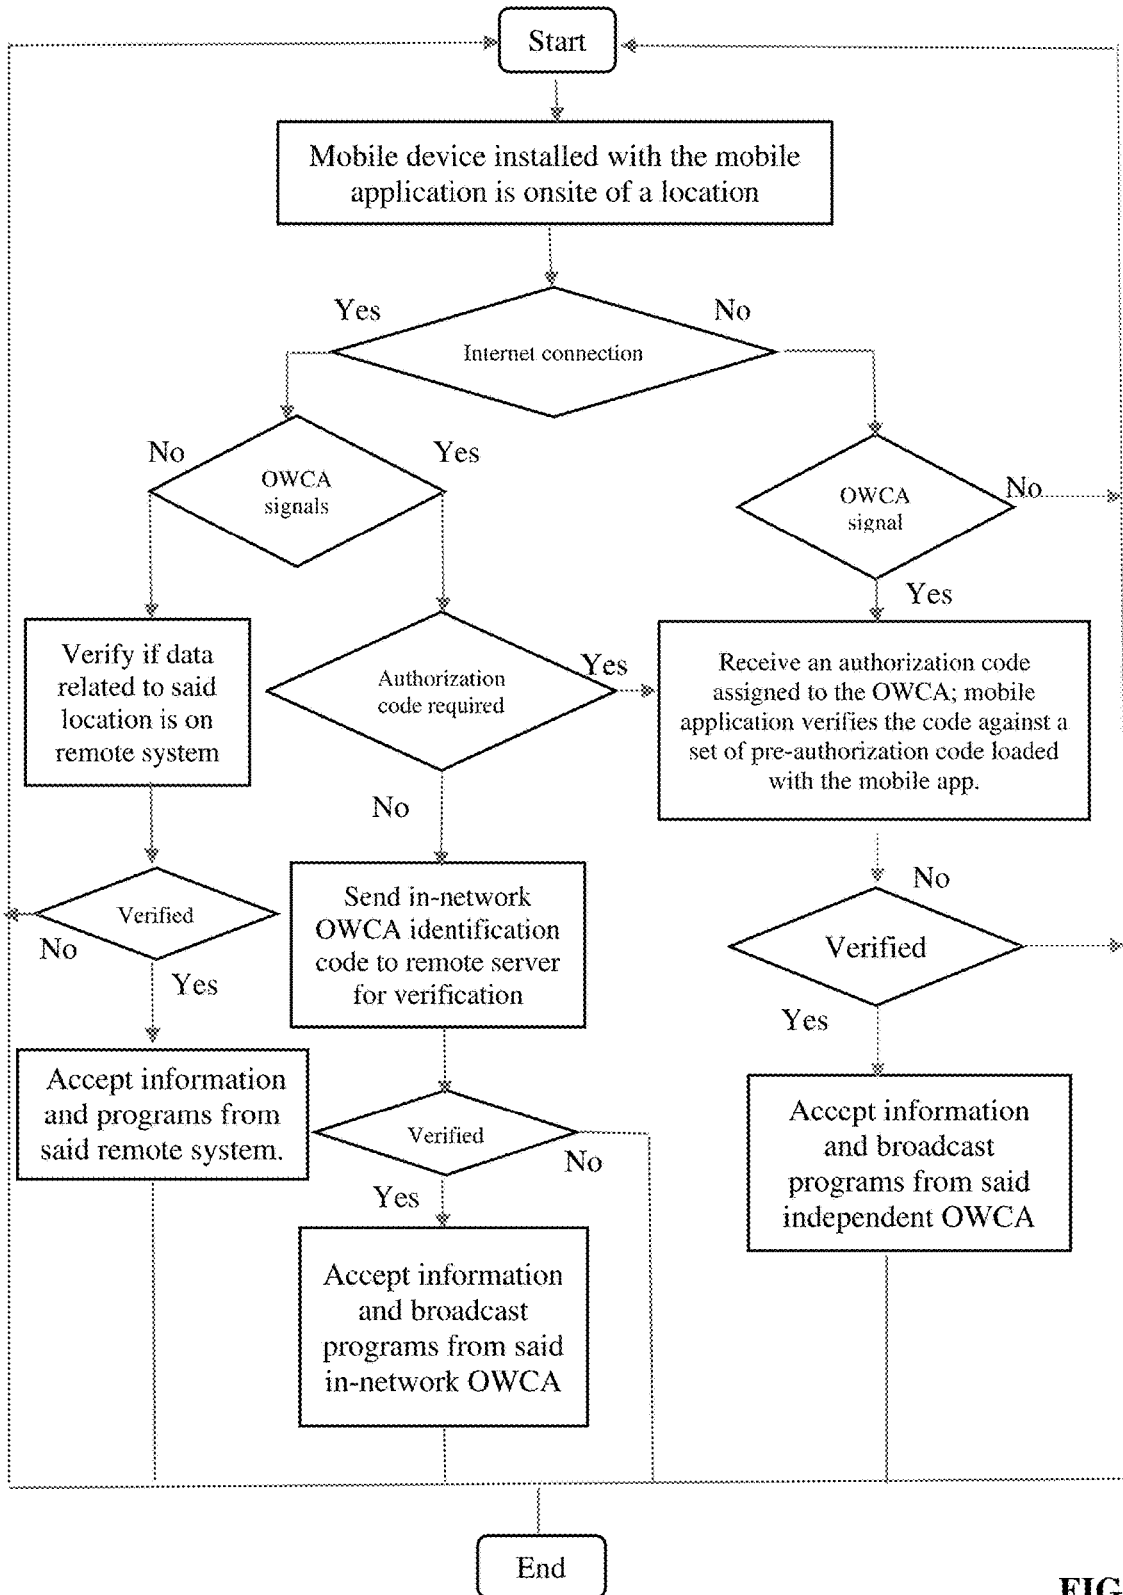 Start
Mobile device installed with the mobile
application is onsite of a location
Yes
No
Internet connection
No
Yes
OWCA
signals
OWCA
signal
No
Yes
Verify if data
related to said
location is on
remote system
Authorization
code required
Yes
Receive an authorization code
assigned to the OWCA; mobile
application verifies the code against a
set of pre-authorization code loaded
with the mobile app.
No
Verified
No
Yes
Send in-network
OWCA identification
code to remote server
for verification
No
Verified
Yes
Accept information
and programs from
said remote system.
Verified
No
Yes
Accept information
and broadcast
programs from said
independent OWCA
Accept information
and broadcast
programs from said
in-network OWCA
End
FIG